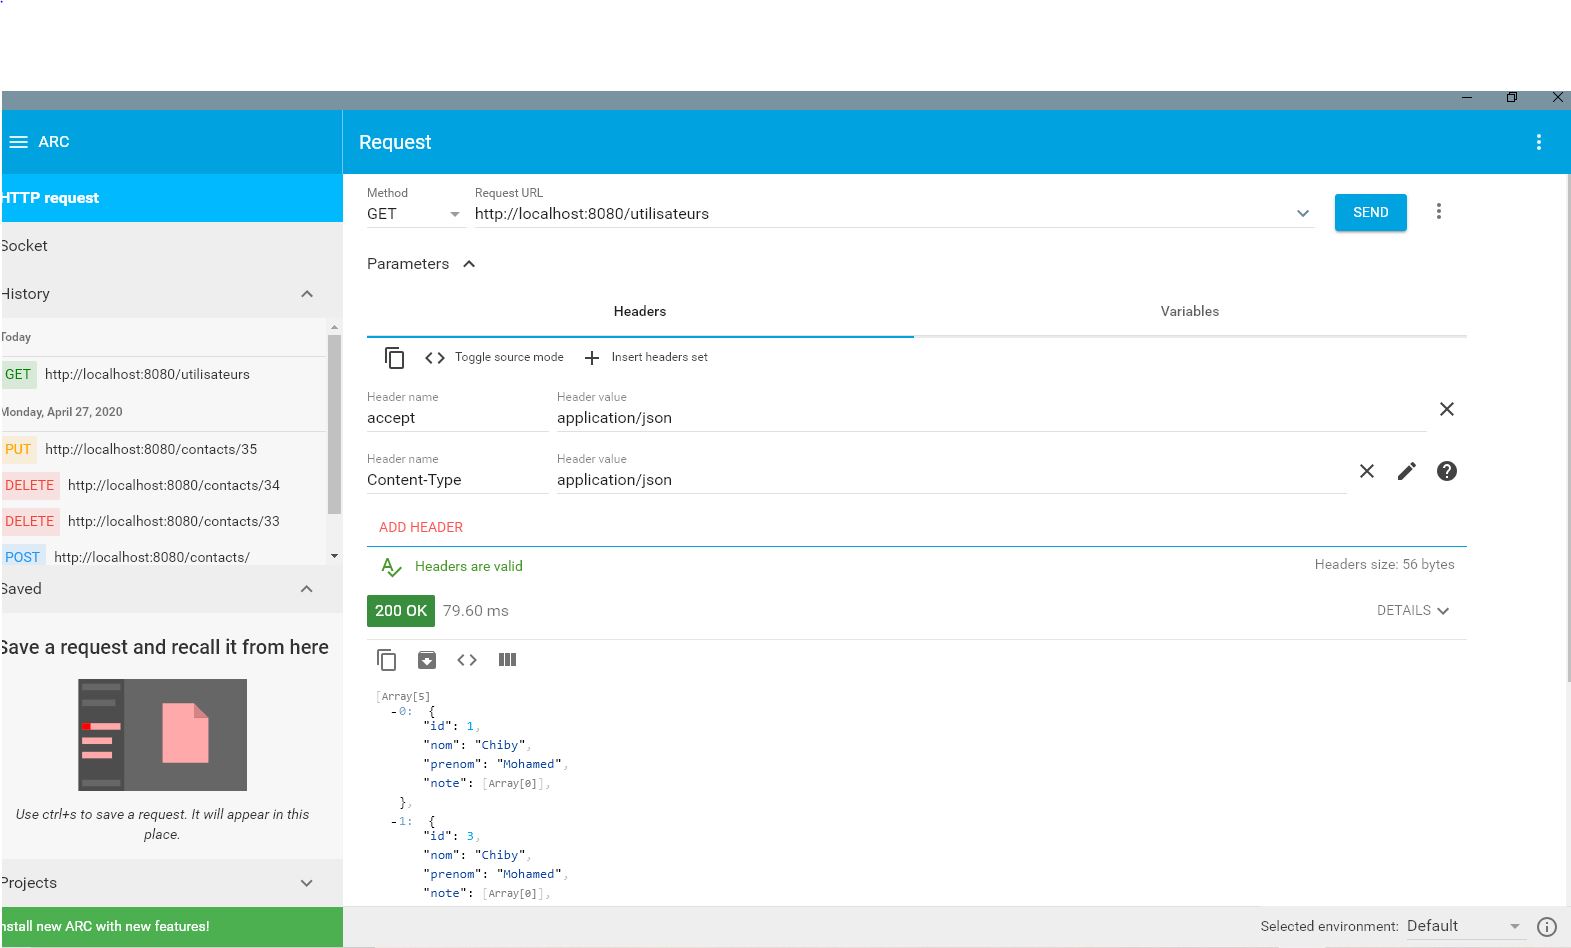 ARC
Request
HTTP request
Socket
History
Today
GET http://localhost:8080/utilisateurs
Monday, April 27, 2020
PUT http://localhost:8080/contacts/35
DELETE http://localhost:8080/contacts/34
DELETE http://localhost:8080/contacts/33
POST http://localhost:8080/contacts/
Saved
Save a request and recall it from here
Use ctrl+s to save a request. It will appear in this
place.
Projects
nstall new ARC with new features!
Method
GET
Request URL
http://localhost:8080/utilisateurs
SEND
Parameters
Headers
Variables
Toggle source mode
Insert headers set
Header name
accept
Header value
application/json
Header name
Content-Type
Header value
application/json
ADD HEADER
Headers are valid
Headers size: 56 bytes
200 OK
79.60 ms
DETAILS
[Array[5]
-0: {
"id": 1,
"nom": "Chiby",
"prenom": "Mohamed",
"note": [Array[0]],
},
-1: {
"id": 3,
"nom": "Chiby",
"prenom": "Mohamed",
"note": [Array[0]],
Selected environment: Default